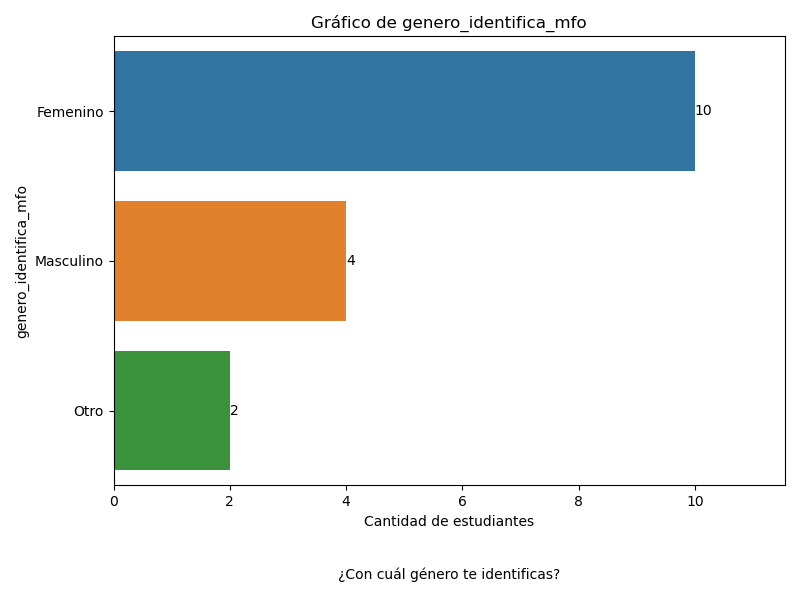 Gráfico de genero_identifica_mfo
genero_identifica_mfo
Femenino
10
Masculino
4
Otro
2
0 2 4 6 8 10
Cantidad de estudiantes
¿Con cuál género te identificas?